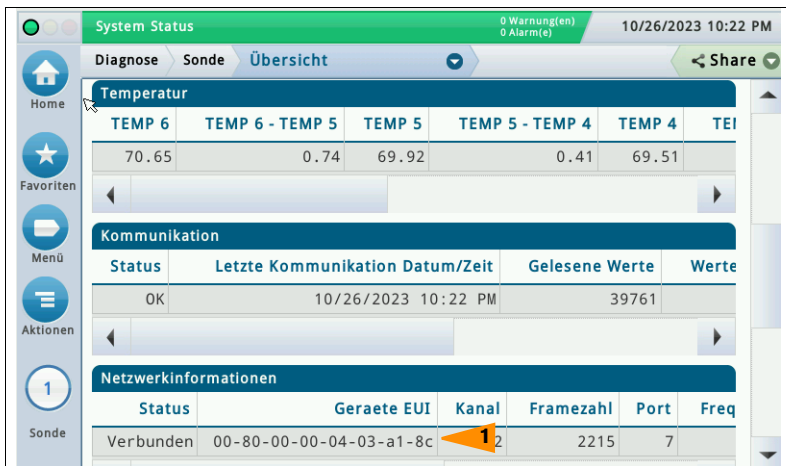 System Status
0 Warnung(en)
0 Alarm(e)
10/26/2023 10:22 PM
Diagnose Sonde Übersicht Share
Home
Favoriten
Menü
Aktionen
1
Sonde
Temperatur
TEMP 6 TEMP 6 - TEMP 5 TEMP 5 TEMP 5 - TEMP 4 TEMP 4
70.65 0.74 69.92 0.41 69.51
Kommunikation
Status Letzte Kommunikation Datum/Zeit Gelesene Werte Werte
OK 10/26/2023 10:22 PM 39761
Netzwerkinformationen
Status Geraete EUI Kanal Framezahl Port Freq
Verbunden 00-80-00-00-04-03-a1-8c 1 2 2215 7